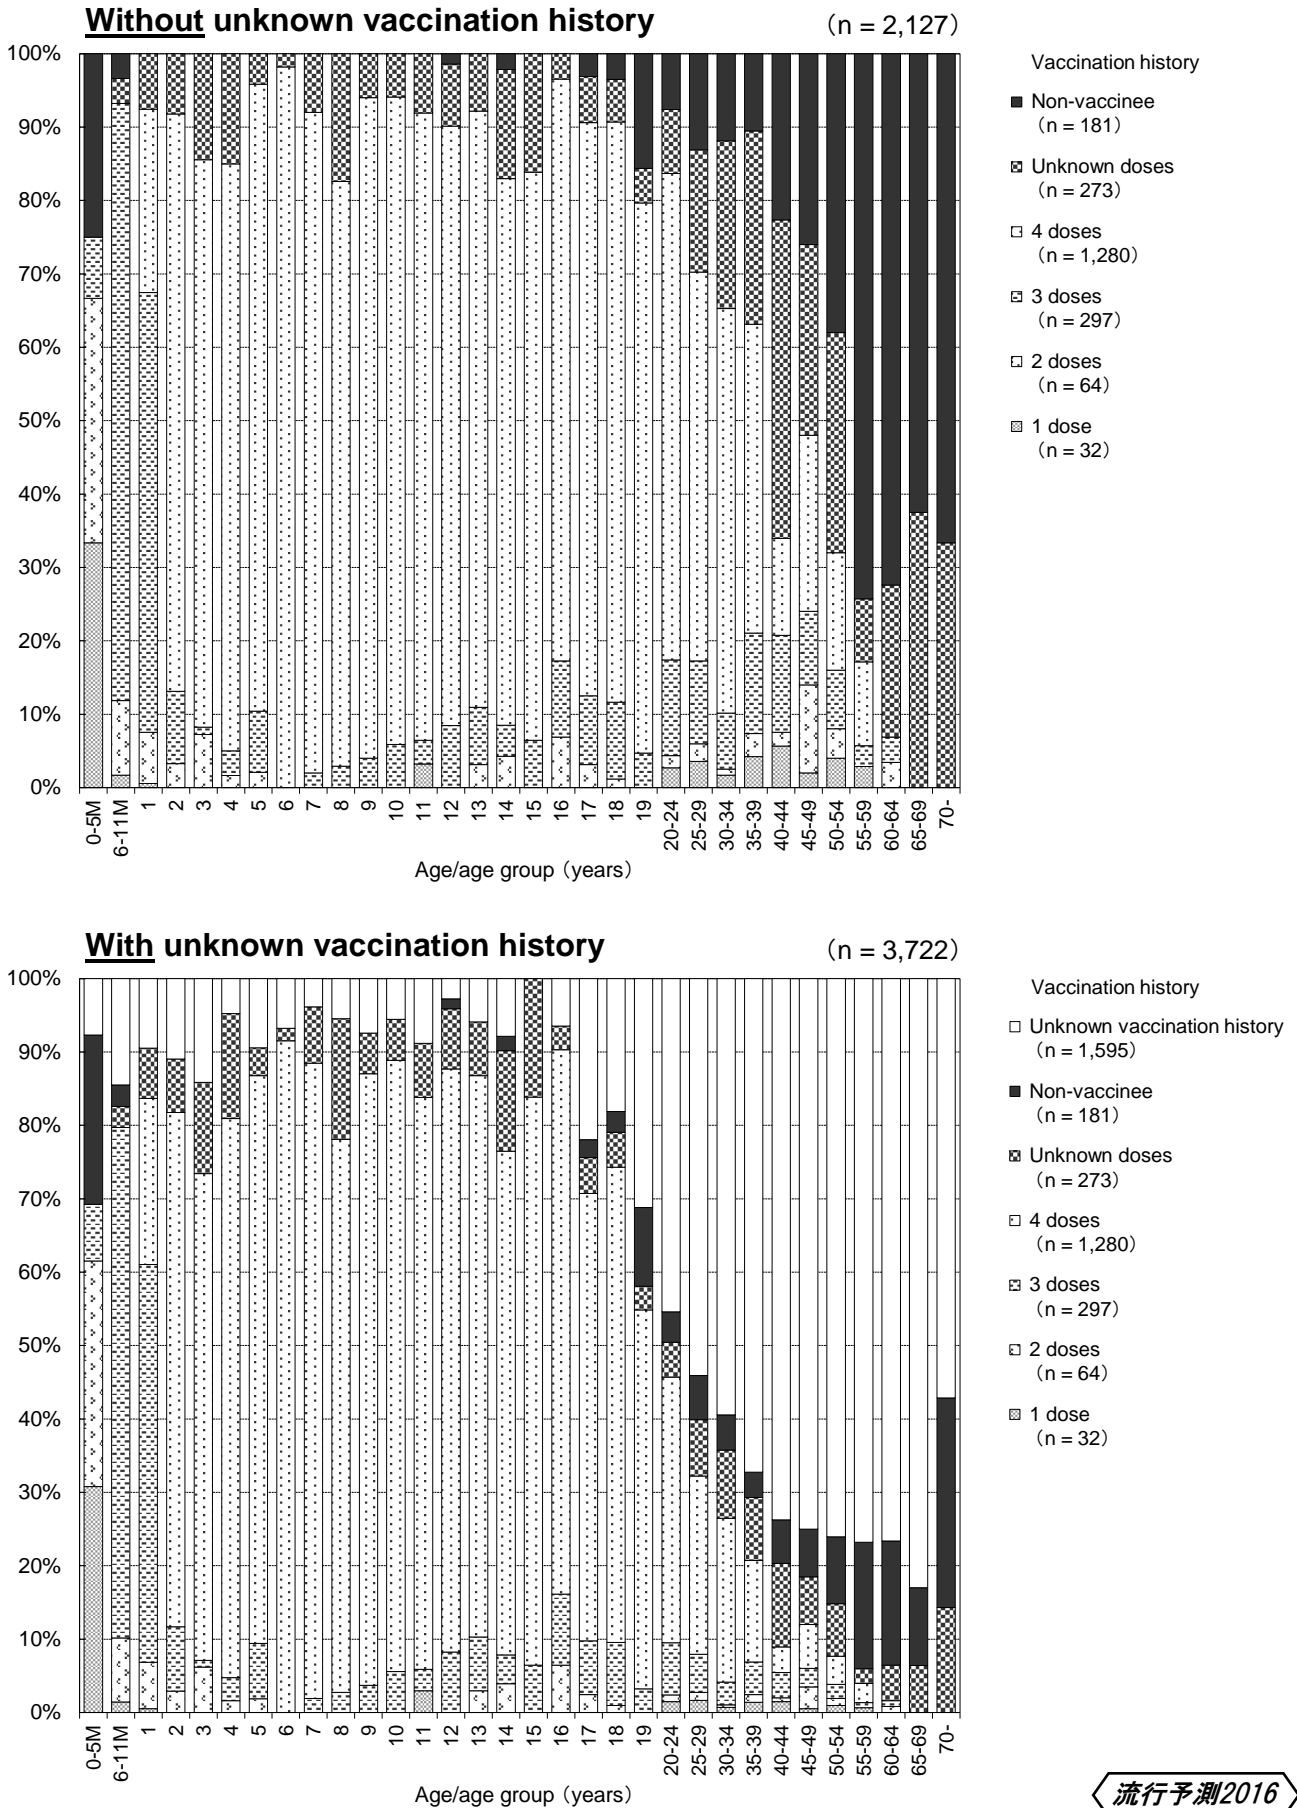 Without unknown vaccination history
(n = 2,127)
100%
90%
80%
70%
60%
50%
40%
30%
20%
10%
0%
0-5M
6-11M
1
2
3
4
5
6
7
8
9
10
11
12
13
14
15
16
17
18
19
20-24
25-29
30-34
35-39
40-44
45-49
50-54
55-59
60-64
65-69
70-
Age/age group (years)
Vaccination history
Non-vaccinee
(n = 181)
Unknown doses
(n = 273)
4 doses
(n = 1,280)
3 doses
(n = 297)
2 doses
(n = 64)
1 dose
(n = 32)
With unknown vaccination history
(n = 3,722)
100%
90%
80%
70%
60%
50%
40%
30%
20%
10%
0%
0-5M
6-11M
1
2
3
4
5
6
7
8
9
10
11
12
13
14
15
16
17
18
19
20-24
25-29
30-34
35-39
40-44
45-49
50-54
55-59
60-64
65-69
70-
Age/age group (years)
Vaccination history
Unknown vaccination history
(n = 1,595)
Non-vaccinee
(n = 181)
Unknown doses
(n = 273)
4 doses
(n = 1,280)
3 doses
(n = 297)
2 doses
(n = 64)
1 dose
(n = 32)
流行予測2016